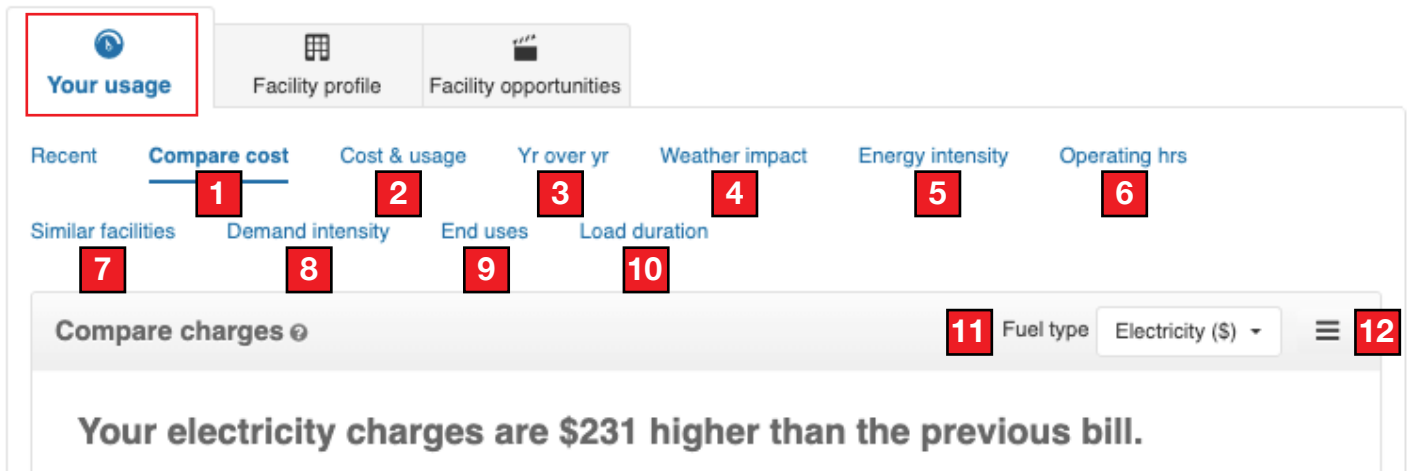 Your usage Facility profile Facility opportunities
Recent Compare cost Cost & usage Yr over yr Weather impact Energy intensity Operating hrs
1 2 3 4 5 6
Similar facilities Demand intensity End uses Load duration
7 8 9 10
Compare charges ? 11 Fuel type Electricity ($) 12
Your electricity charges are $231 higher than the previous bill.